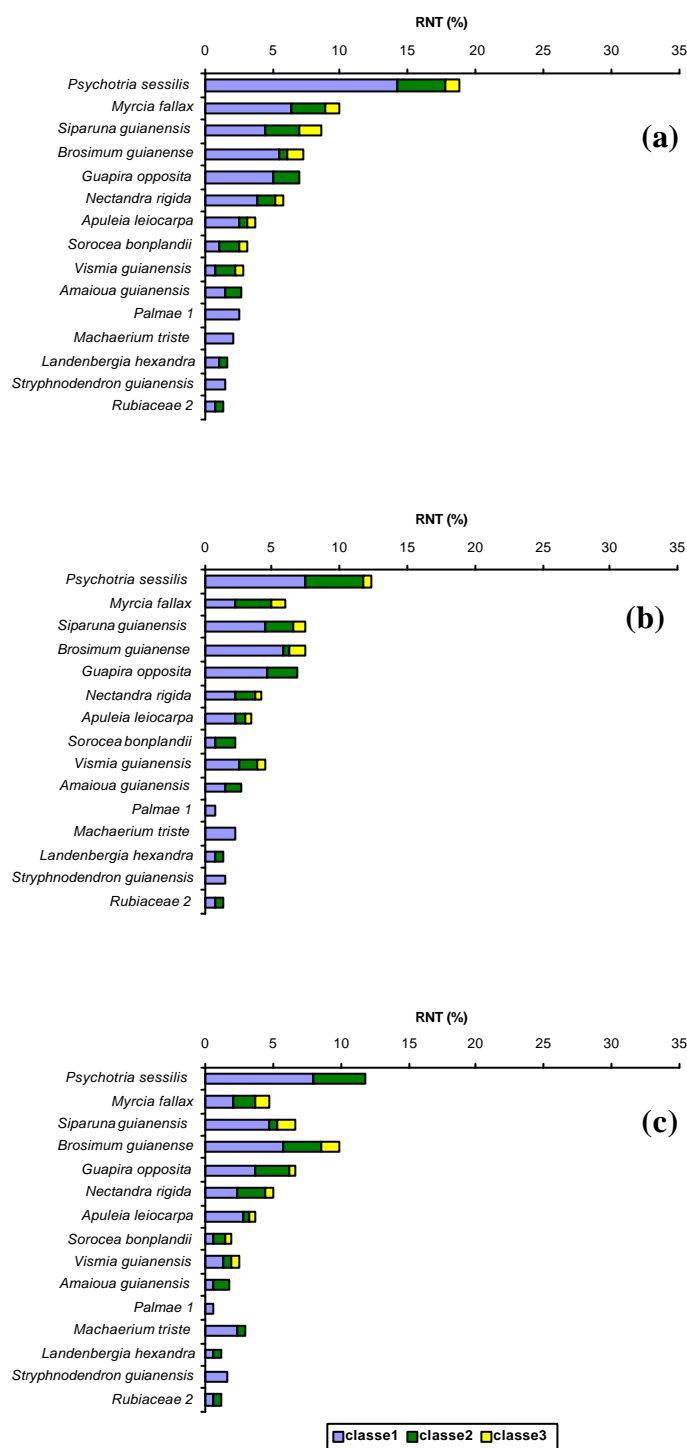 RNT (%)
0 5 10 15 20 25 30 35
Psychotria sessilis
Myrcia fallax
Siparuna guianensis
(a)
Brosimum guianense
Guapira opposita
Nectandra rigida
Apuleia leiocarpa
Sorocea bonplandii
Vismia guianensis
Amaioua guianensis
Palmae 1
Machaerium triste
Landenbergia hexandra
Stryphnodendron guianensis
Rubiaceae 2
RNT (%)
0 5 10 15 20 25 30 35
Psychotria sessilis
Myrcia fallax
(b)
Siparuna guianensis
Brosimum guianense
Guapira opposita
Nectandra rigida
Apuleia leiocarpa
Sorocea bonplandii
Vismia guianensis
Amaioua guianensis
Palmae 1
Machaerium triste
Landenbergia hexandra
Stryphnodendron guianensis
Rubiaceae 2
RNT (%)
0 5 10 15 20 25 30 35
Psychotria sessilis
Myrcia fallax
(c)
Siparuna guianensis
Brosimum guianense
Guapira opposita
Nectandra rigida
Apuleia leiocarpa
Sorocea bonplandii
Vismia guianensis
Amaioua guianensis
Palmae 1
Machaerium triste
Landenbergia hexandra
Stryphnodendron guianensis
Rubiaceae 2
classe1 classe2 classe3